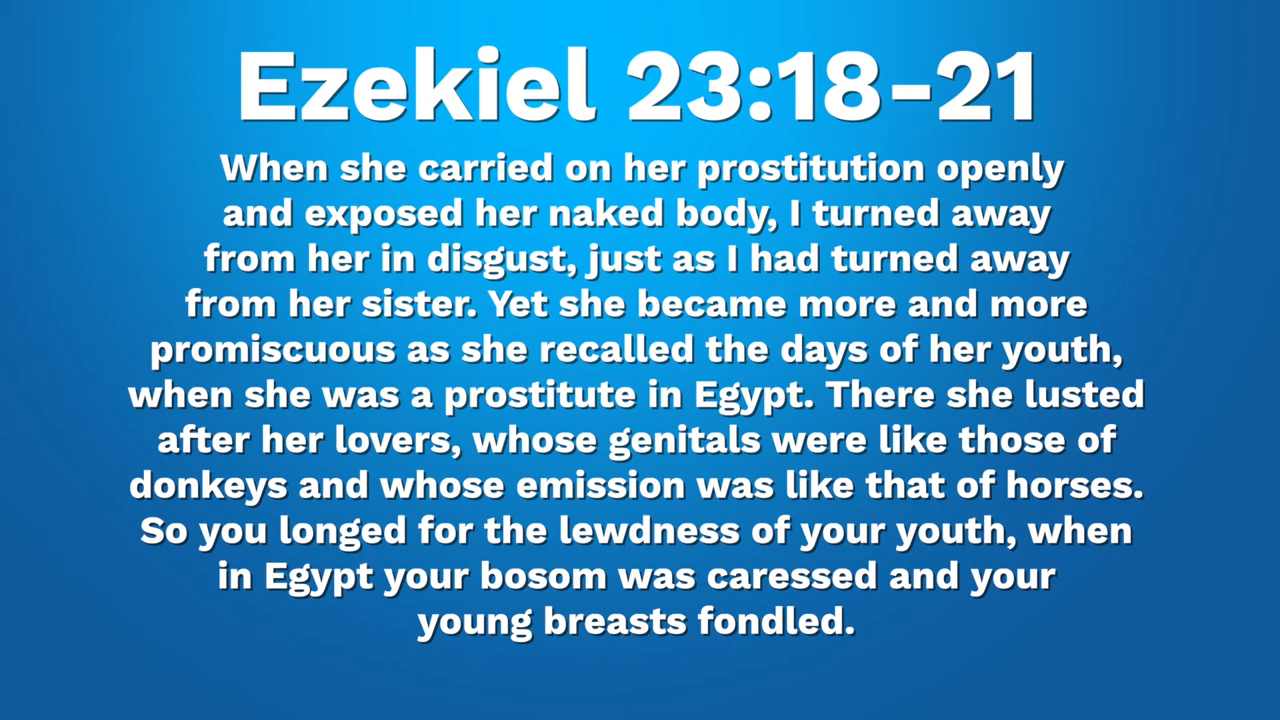 Ezekiel 23:18-21
When she carried on her prostitution openly
and exposed her naked body, I turned away
from her in disgust, just as I had turned away
from her sister. Yet she became more and more
promiscuous as she recalled the days of her youth,
when she was a prostitute in Egypt. There she lusted
after her lovers, whose genitals were like those of
donkeys and whose emission was like that of horses.
So you longed for the lewdness of your youth, when
in Egypt your bosom was caressed and your
young breasts fondled.